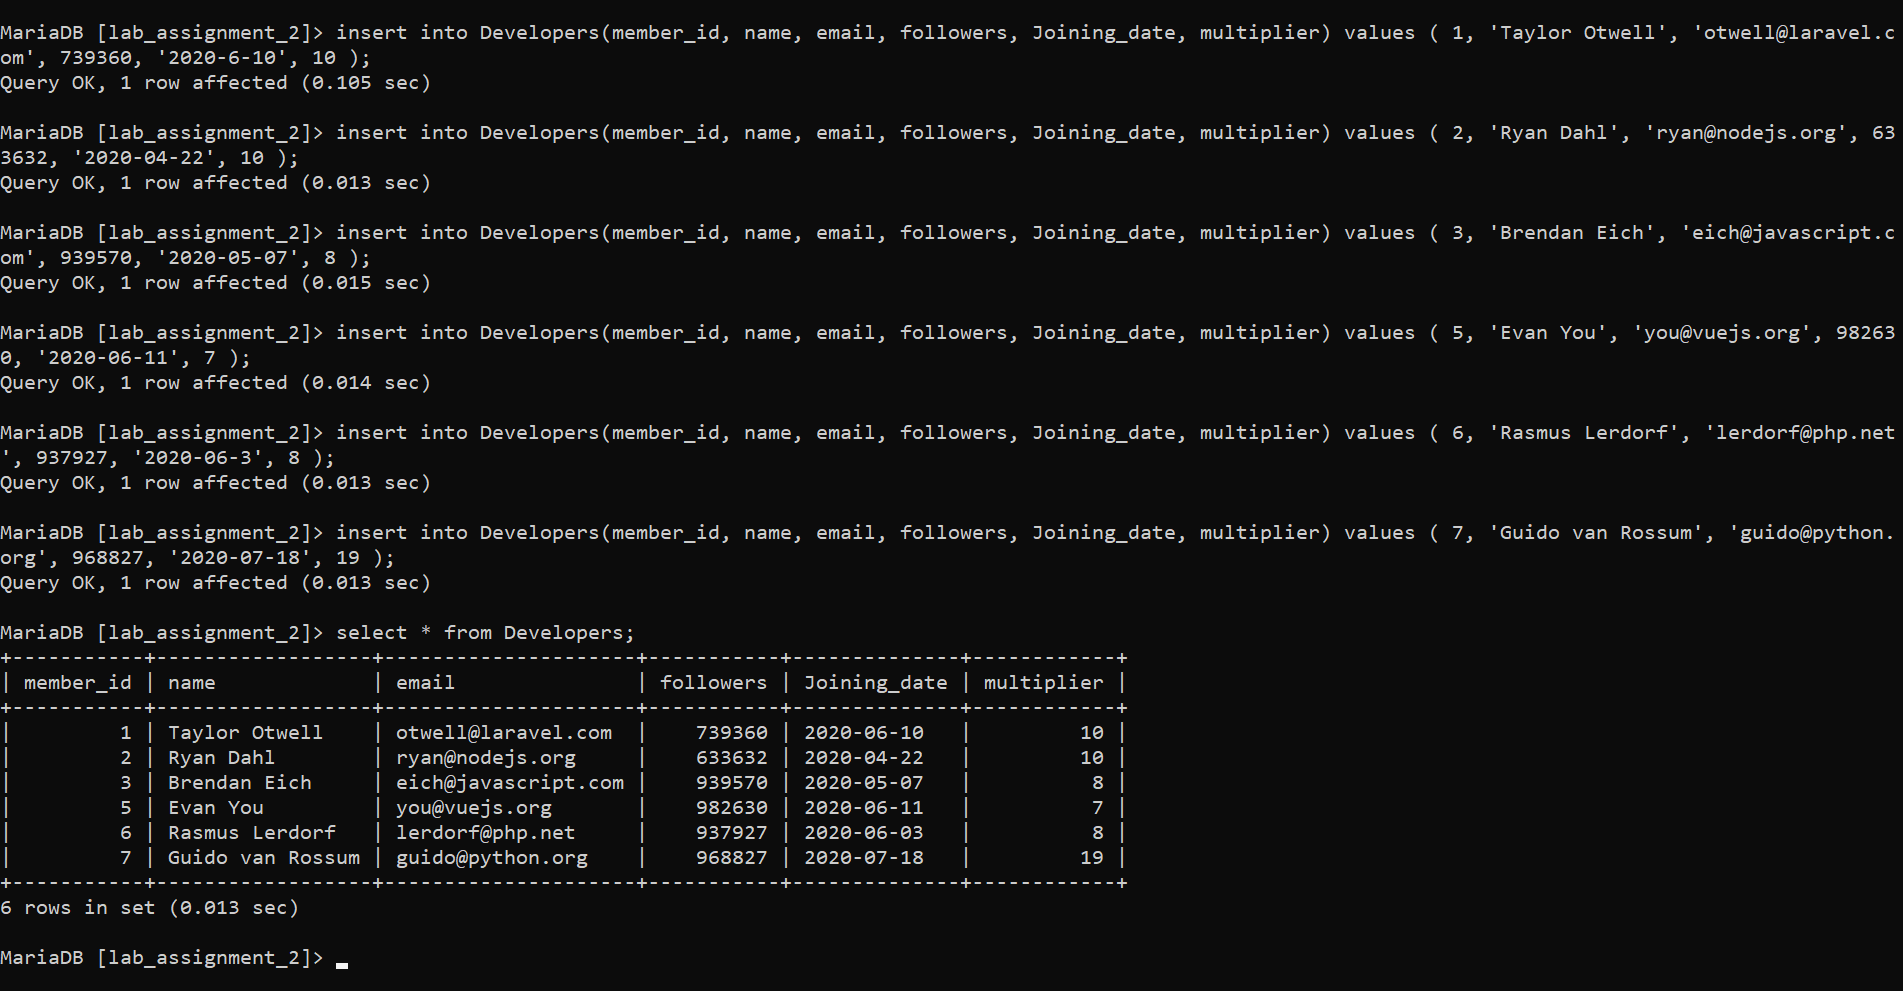 MariaDB [lab_assignment_2]> insert into Developers(member_id, name, email, followers, Joining_date, multiplier) values ( 1, 'Taylor Otwell', 'otwell@laravel.c
om', 739360, '2020-6-10', 10 );
Query OK, 1 row affected (0.105 sec)

MariaDB [lab_assignment_2]> insert into Developers(member_id, name, email, followers, Joining_date, multiplier) values ( 2, 'Ryan Dahl', 'ryan@nodejs.org', 63
3632, '2020-04-22', 10 );
Query OK, 1 row affected (0.013 sec)

MariaDB [lab_assignment_2]> insert into Developers(member_id, name, email, followers, Joining_date, multiplier) values ( 3, 'Brendan Eich', 'eich@javascript.c
om', 939570, '2020-05-07', 8 );
Query OK, 1 row affected (0.015 sec)

MariaDB [lab_assignment_2]> insert into Developers(member_id, name, email, followers, Joining_date, multiplier) values ( 5, 'Evan You', 'you@vuejs.org', 98263
0, '2020-06-11', 7 );
Query OK, 1 row affected (0.014 sec)

MariaDB [lab_assignment_2]> insert into Developers(member_id, name, email, followers, Joining_date, multiplier) values ( 6, 'Rasmus Lerdorf', 'lerdorf@php.net
', 937927, '2020-06-3', 8 );
Query OK, 1 row affected (0.013 sec)

MariaDB [lab_assignment_2]> insert into Developers(member_id, name, email, followers, Joining_date, multiplier) values ( 7, 'Guido van Rossum', 'guido@python.
org', 968827, '2020-07-18', 19 );
Query OK, 1 row affected (0.013 sec)

MariaDB [lab_assignment_2]> select * from Developers;
+-----------+------------------+---------------------+-----------+--------------+------------+
| member_id | name             | email               | followers | Joining_date | multiplier |
+-----------+------------------+---------------------+-----------+--------------+------------+
|         1 | Taylor Otwell    | otwell@laravel.com  |    739360 | 2020-06-10   |         10 |
|         2 | Ryan Dahl        | ryan@nodejs.org     |    633632 | 2020-04-22   |         10 |
|         3 | Brendan Eich     | eich@javascript.com |    939570 | 2020-05-07   |          8 |
|         5 | Evan You         | you@vuejs.org       |    982630 | 2020-06-11   |          7 |
|         6 | Rasmus Lerdorf   | lerdorf@php.net     |    937927 | 2020-06-03   |          8 |
|         7 | Guido van Rossum | guido@python.org    |    968827 | 2020-07-18   |         19 |
+-----------+------------------+---------------------+-----------+--------------+------------+
6 rows in set (0.013 sec)

MariaDB [lab_assignment_2]>